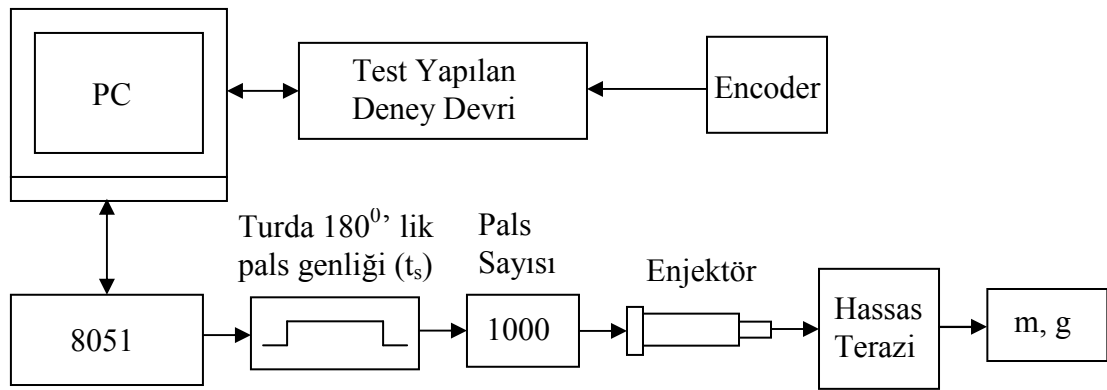 PC
Test Yapılan
Deney Devri
Encoder
Turda 180⁰’ lik
pals genliği (tₛ)
Pals
Sayısı
Enjektör
8051
1000
Hassas
Terazi
m, g